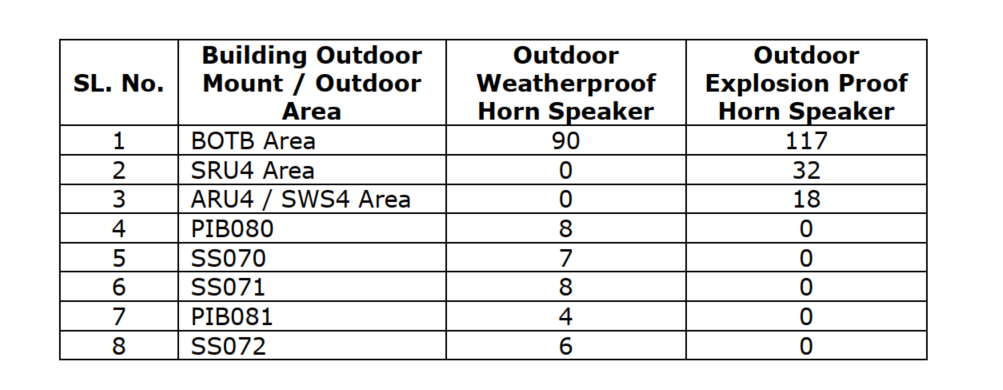 SL. No. Building Outdoor Mount / Outdoor Area Outdoor Weatherproof Horn Speaker Outdoor Explosion Proof Horn Speaker
1 BOTB Area 90 117
2 SRU4 Area 0 32
3 ARU4 / SWS4 Area 0 18
4 PIB080 8 0
5 SS070 7 0
6 SS071 8 0
7 PIB081 4 0
8 SS072 6 0